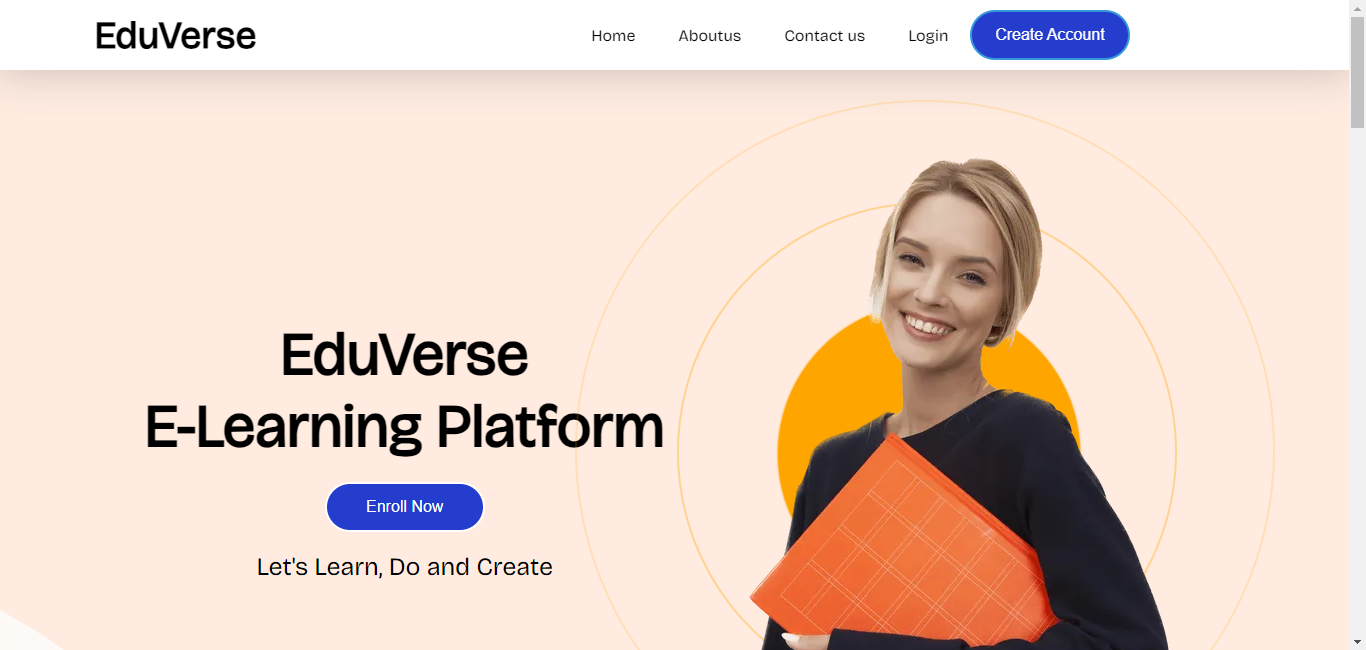 EduVerse
Home Aboutus Contact us Login Create Account
EduVerse
E-Learning Platform
Enroll Now
Let's Learn, Do and Create